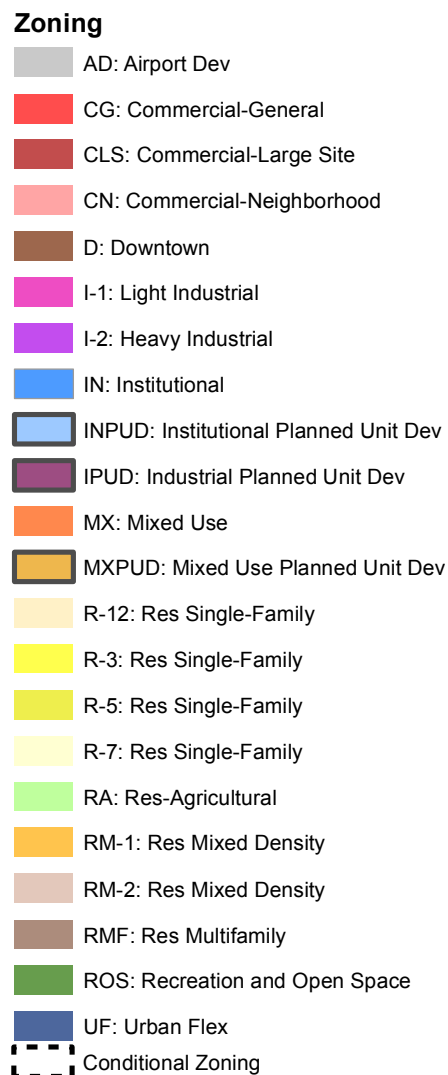 Zoning
AD: Airport Dev
CG: Commercial-General
CLS: Commercial-Large Site
CN: Commercial-Neighborhood
D: Downtown
I-1: Light Industrial
I-2: Heavy Industrial
IN: Institutional
INPUD: Institutional Planned Unit Dev
IPUD: Industrial Planned Unit Dev
MX: Mixed Use
MXPUD: Mixed Use Planned Unit Dev
R-12: Res Single-Family
R-3: Res Single-Family
R-5: Res Single-Family
R-7: Res Single-Family
RA: Res-Agricultural
RM-1: Res Mixed Density
RM-2: Res Mixed Density
RMF: Res Multifamily
ROS: Recreation and Open Space
UF: Urban Flex
Conditional Zoning